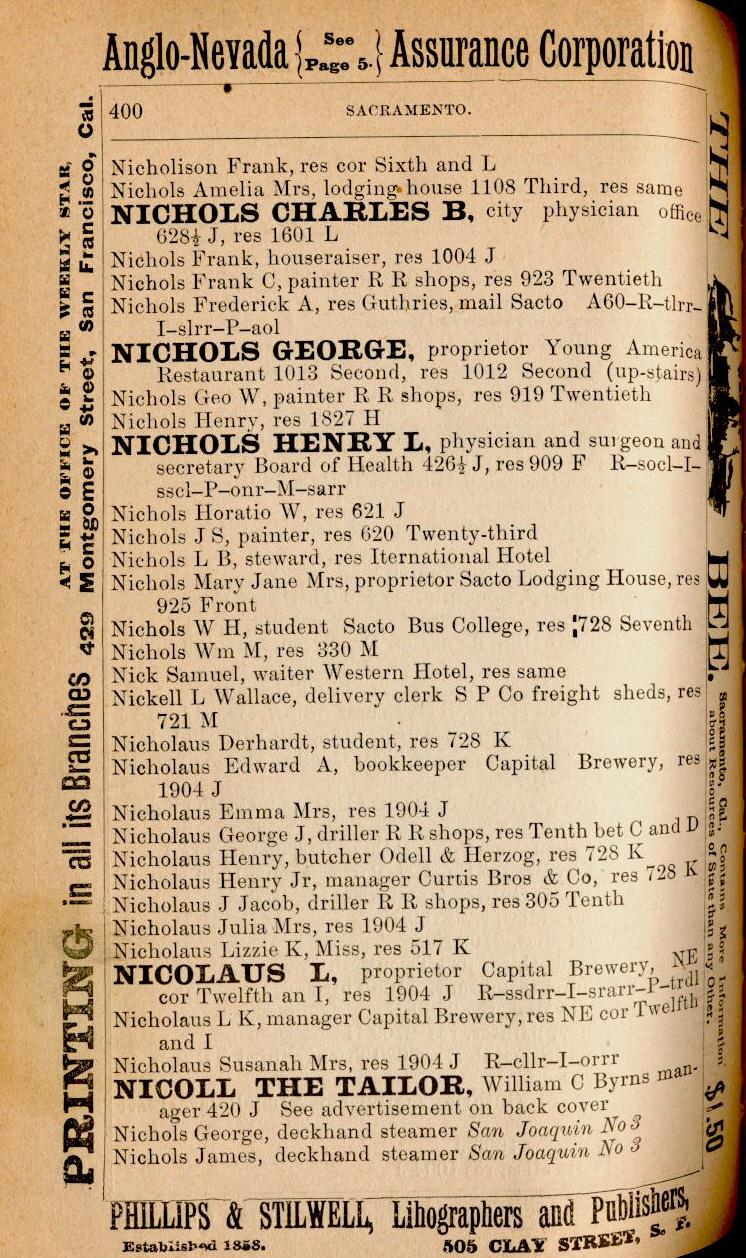 Anglo-Nevada { See Page 5. } Assurance Corporation
400 SACRAMENTO.
Nicholison Frank, res cor Sixth and L
Nichols Amelia Mrs, lodging house 1108 Third, res same
NICHOLS CHARLES B, city physician office
628½ J, res 1601 L
Nichols Frank, houseraiser, res 1004 J
Nichols Frank C, painter R R shops, res 923 Twentieth
Nichols Frederick A, res Guthries, mail Sacto A60–R–tlrr–
I–slrr–P–aol
NICHOLS GEORGE, proprietor Young America
Restaurant 1013 Second, res 1012 Second (up-stairs)
Nichols Geo W, painter R R shops, res 919 Twentieth
Nichols Henry, res 1827 H
NICHOLS HENRY L, physician and surgeon and
secretary Board of Health 426½ J, res 909 F R–socl–I–
sscl–P–onr–M–sarr
Nichols Horatio W, res 621 J
Nichols J S, painter, res 620 Twenty-third
Nichols L B, steward, res Iternational Hotel
Nichols Mary Jane Mrs, proprietor Sacto Lodging House, res
925 Front
Nichols W H, student Sacto Bus College, res 728 Seventh
Nichols Wm M, res 330 M
Nick Samuel, waiter Western Hotel, res same
Nickell L Wallace, delivery clerk S P Co freight sheds, res
721 M
Nicholaus Derhardt, student, res 728 K
Nicholaus Edward A, bookkeeper Capital Brewery, res
1904 J
Nicholaus Emma Mrs, res 1904 J
Nicholaus George J, driller R R shops, res Tenth bet C and D
Nicholaus Henry, butcher Odell & Herzog, res 728 K
Nicholaus Henry Jr, manager Curtis Bros & Co, res 728 K
Nicholaus J Jacob, driller R R shops, res 305 Tenth
Nicholaus Julia Mrs, res 1904 J
Nicholaus Lizzie K, Miss, res 517 K
NICOLAUS L, proprietor Capital Brewery, NE
cor Twelfth an I, res 1904 J R–ssdrr–I–srarr–P–trdl
Nicholaus L K, manager Capital Brewery, res NE cor Twelfth
and I
Nicholaus Susanah Mrs, res 1904 J R–cllr–I–orrr
NICOLL THE TAILOR, William C Byrns man-
ager 420 J See advertisement on back cover
Nichols George, deckhand steamer San Joaquin No 3
Nichols James, deckhand steamer San Joaquin No 3
PHILLIPS & STILWELL, Lihographers and Publishers,
Established 1858. 505 CLAY STREET, S. F.
PRINTING in all its Branches
AT THE OFFICE OF THE WEEKLY STAR,
429 Montgomery Street, San Francisco, Cal.
THE BEE.
Sacramento, Cal., Contains More Information
about Resources of State than any Other.
$1.50